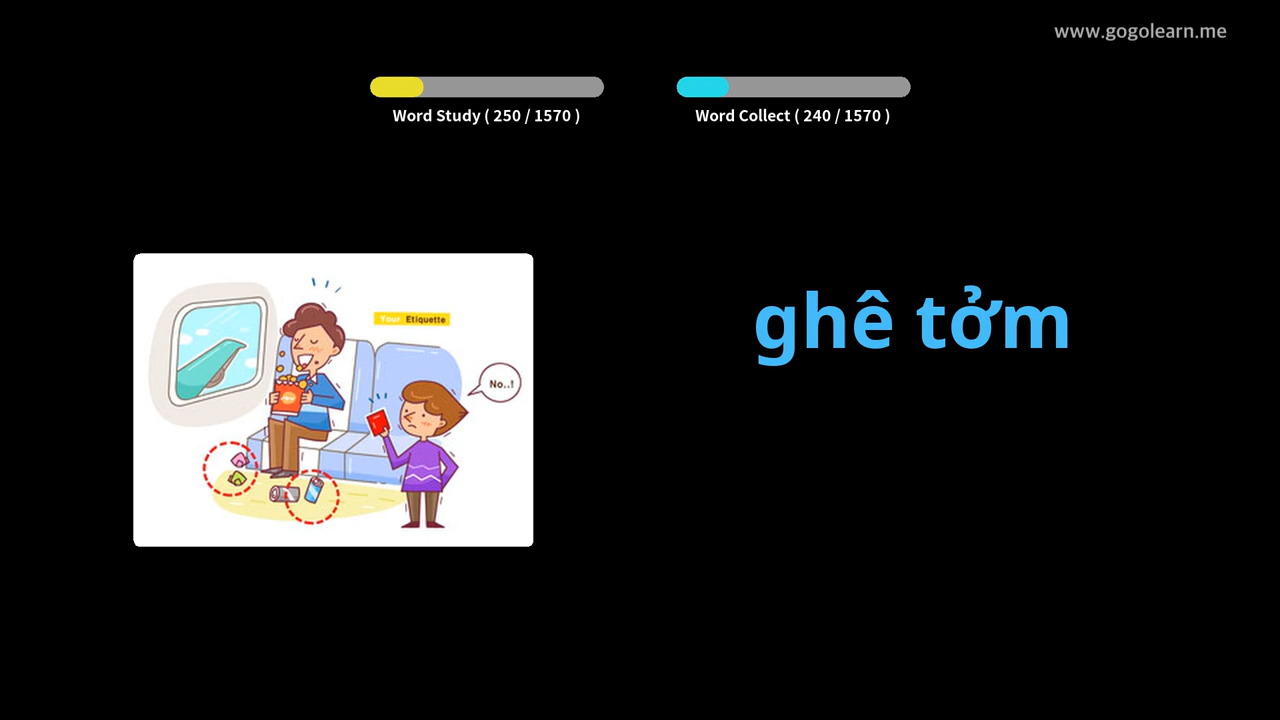 www.gogolearn.me
Word Study ( 250 / 1570 )
Word Collect ( 240 / 1570 )
Your Etiquette
No..!
ghê tởm